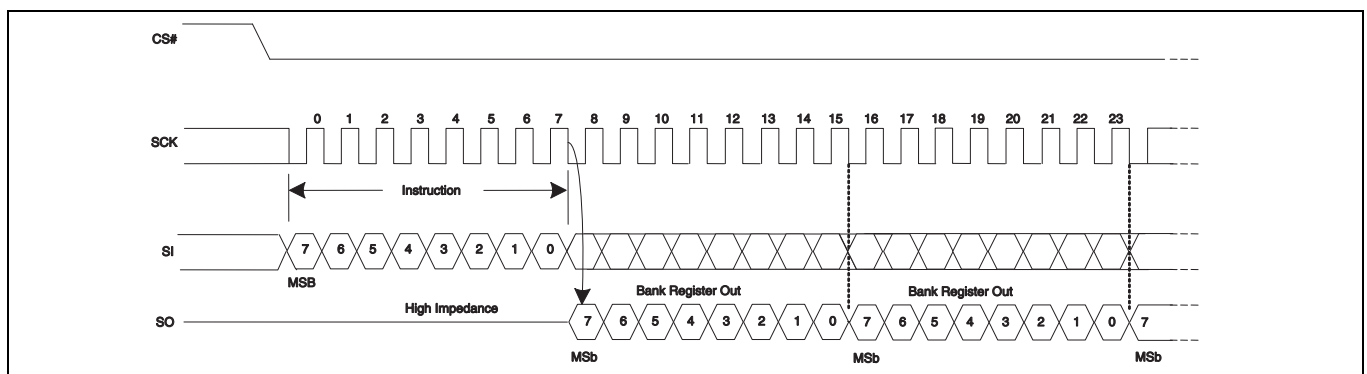 CS#
0 1 2 3 4 5 6 7 8 9 10 11 12 13 14 15 16 17 18 19 20 21 22 23
SCK
Instruction
SI 7 6 5 4 3 2 1 0
MSB
High Impedance Bank Register Out Bank Register Out
SO 7 6 5 4 3 2 1 0 7 6 5 4 3 2 1 0 7
MSb MSb MSb